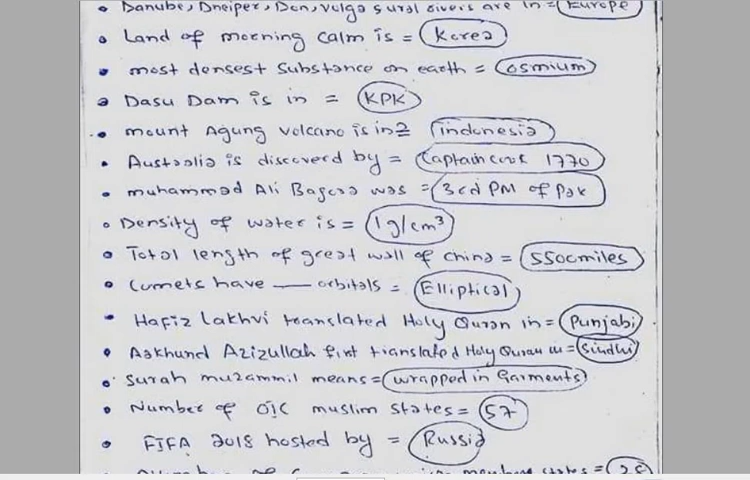 Danube, Dneiper, Don, Volga & ural rivers are in = Europe
Land of morning calm is = Korea
most densest substance on earth = osmium
Dasu Dam is in = KPK
mount Agung volcano is in = indonesia
Australia is discoverd by = Captain cook 1770
muhammad Ali Bagora was = 3rd PM of Pak
Density of water is = 1g/cm³
Total length of great wall of china = 5500miles
Comets have — orbitals = Elliptical
Hafiz Lakhvi translated Holy Quran in = Punjabi
Aakhund Azizullah first translated Holy Quran in = Sindhi
Surah muzammil means = wrapped in Garments
Number of OIC muslim states = 57
FIFA 2018 hosted by = Russia
member states =